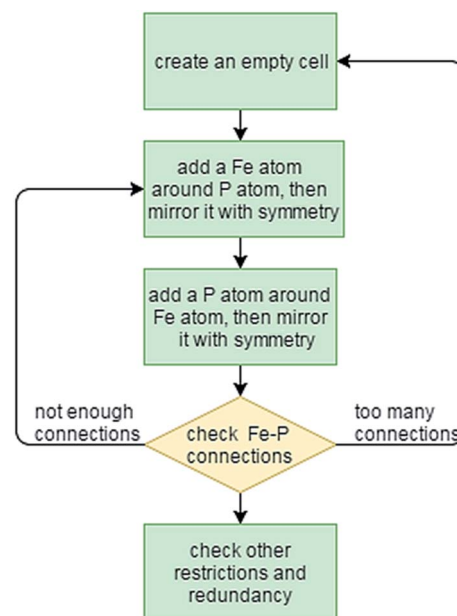 create an empty cell
add a Fe atom
around P atom, then
mirror it with symmetry
add a P atom around
Fe atom, then mirror
it with symmetry
not enough
connections
check Fe-P
connections
too many
connections
check other
restrictions and
redundancy